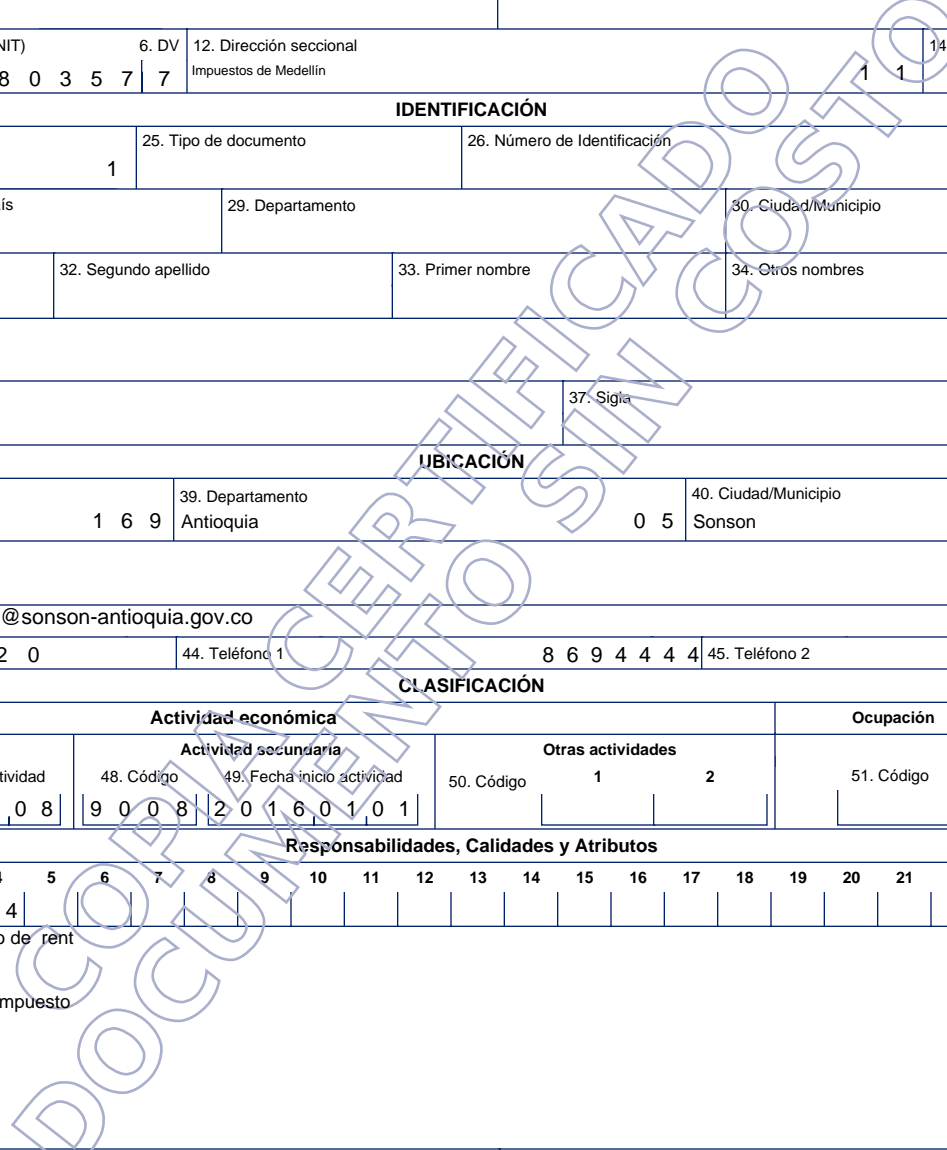 NIT) 6. DV 12. Dirección seccional 14
8 0 3 5 7 7 Impuestos de Medellín 1 1
IDENTIFICACIÓN
25. Tipo de documento 26. Número de Identificación
1
ís 29. Departamento 30. Ciudad/Municipio
32. Segundo apellido 33. Primer nombre 34. Otros nombres
37. Sigla
UBICACIÓN
39. Departamento 40. Ciudad/Municipio
1 6 9 Antioquia 0 5 Sonson
@sonson-antioquia.gov.co
2 0 44. Teléfono 1 8 6 9 4 4 4 4 45. Teléfono 2
CLASIFICACIÓN
Actividad económica Ocupación
Actividad secundaria Otras actividades
tividad 48. Código 49. Fecha inicio actividad 50. Código 1 2 51. Código
0 8 9 0 0 8 2 0 1 6 0 1 0 1
Responsabilidades, Calidades y Atributos
4 5 6 7 8 9 10 11 12 13 14 15 16 17 18 19 20 21
4
o de rent
mpuesto
COPIA CERTIFICADO
DOCUMENTO SIN COSTO